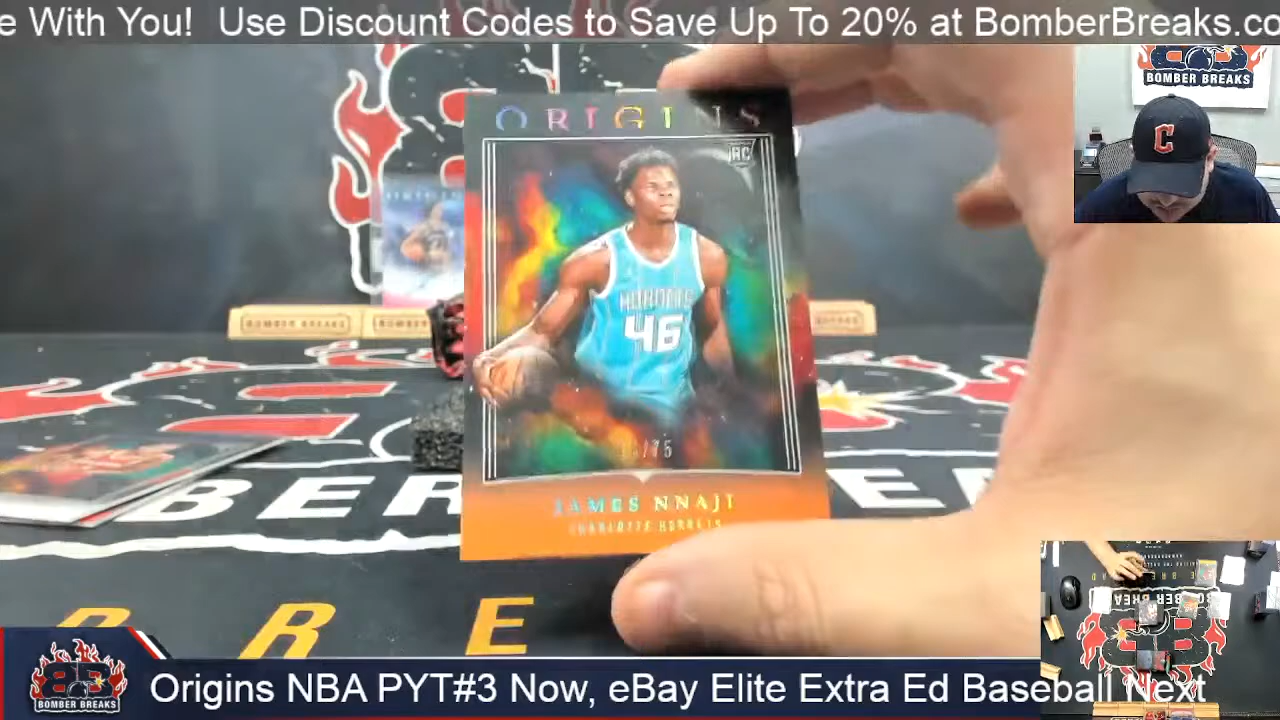 e With You!  Use Discount Codes to Save Up To 20% at BomberBreaks.co
BOMBER BREAKS
C
ORIGINS
RC
HORNETS
46
/75
JAMES NNAJI
CHARLOTTE HORNETS
BOMBER BREAKS
BOMBER
BER
E
R R E
BOMBER BREAKS
Origins NBA PYT#3 Now, eBay Elite Extra Ed Baseball Next